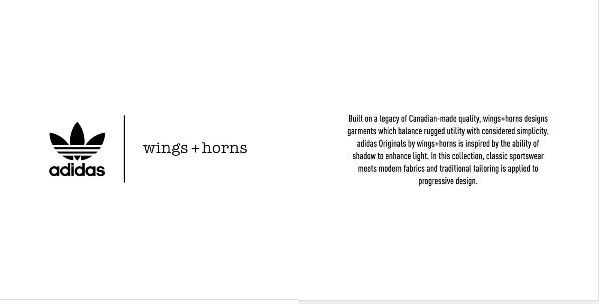 adidas
wings+horns
Built on a legacy of Canadian-made quality, wings+horns designs
garments which balance rugged utility with considered simplicity.
adidas Originals by wings+horns is inspired by the ability of
shadow to enhance light. In this collection, classic sportswear
meets modern fabrics and traditional tailoring is applied to
progressive design.